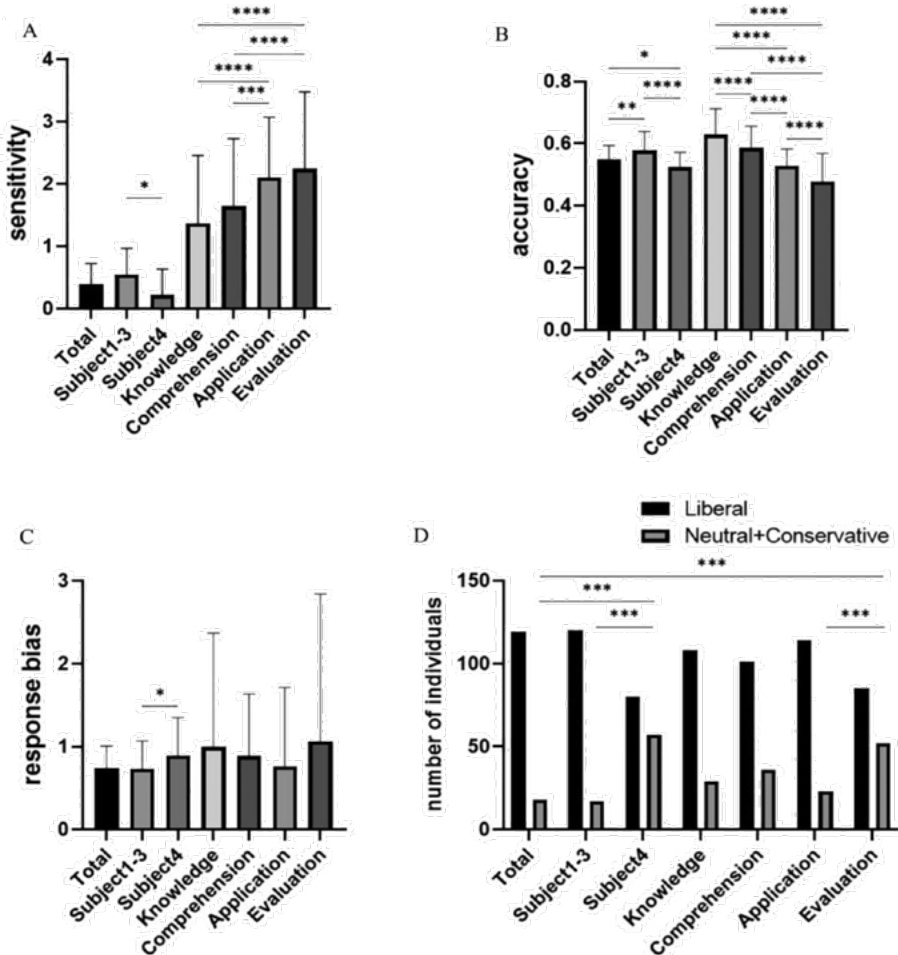 A
****
****
****
***
*
sensitivity
4
3
2
1
0
Total
Subject1-3
Subject4
Knowledge
Comprehension
Application
Evaluation
B
****
****
*
****
****
****
**
****
****
accuracy
0.8
0.6
0.4
0.2
0.0
Total
Subject1-3
Subject4
Knowledge
Comprehension
Application
Evaluation
C
*
response bias
3
2
1
0
Total
Subject1-3
Subject4
Knowledge
Comprehension
Application
Evaluation
D
Liberal
Neutral+Conservative
***
***
***
***
number of individuals
150
100
50
0
Total
Subject1-3
Subject4
Knowledge
Comprehension
Application
Evaluation